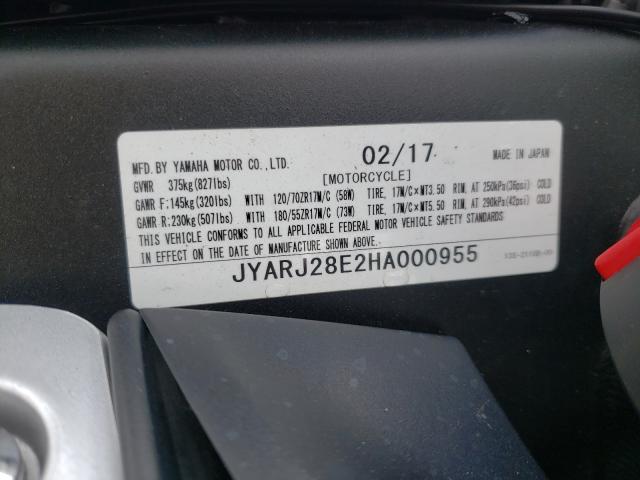 MFD. BY YAMAHA MOTOR CO.,LTD. 02/17 MADE IN JAPAN
GVWR 375kg(827lbs) [MOTORCYCLE]
GAWR F:145kg(320lbs) WITH 120/70ZR17M/C (58W) TIRE, 17M/C×MT3.50 RIM, AT 250kPa(36psi) COLD
GAWR R:230kg(507lbs) WITH 180/55ZR17M/C (73W) TIRE, 17M/C×MT5.50 RIM, AT 290kPa(42psi) COLD
THIS VEHICLE CONFORMS TO ALL APPLICABLE FEDERAL MOTOR VEHICLE SAFETY STANDARDS
IN EFFECT ON THE DATE OF MANUFACTURE SHOWN ABOVE.
JYARJ28E2HA000955